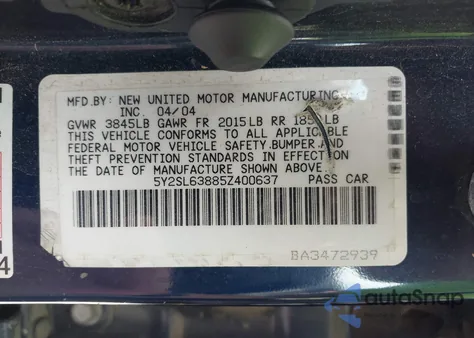 MFD.BY: NEW UNITED MOTOR MANUFACTURING
INC 04/04
GVWR 3845LB GAWR FR 2015LB RR LB
THIS VEHICLE CONFORMS TO ALL APPLICABLE
FEDERAL MOTOR VEHICLE SAFETY.BUMPER.AND
THEFT PREVENTION STANDARDS IN EFFECT ON
THE DATE OF MANUFACTURE SHOWN ABOVE
5Y2SL63885Z400637 PASS CAR
BA3472939
4
autoSnap